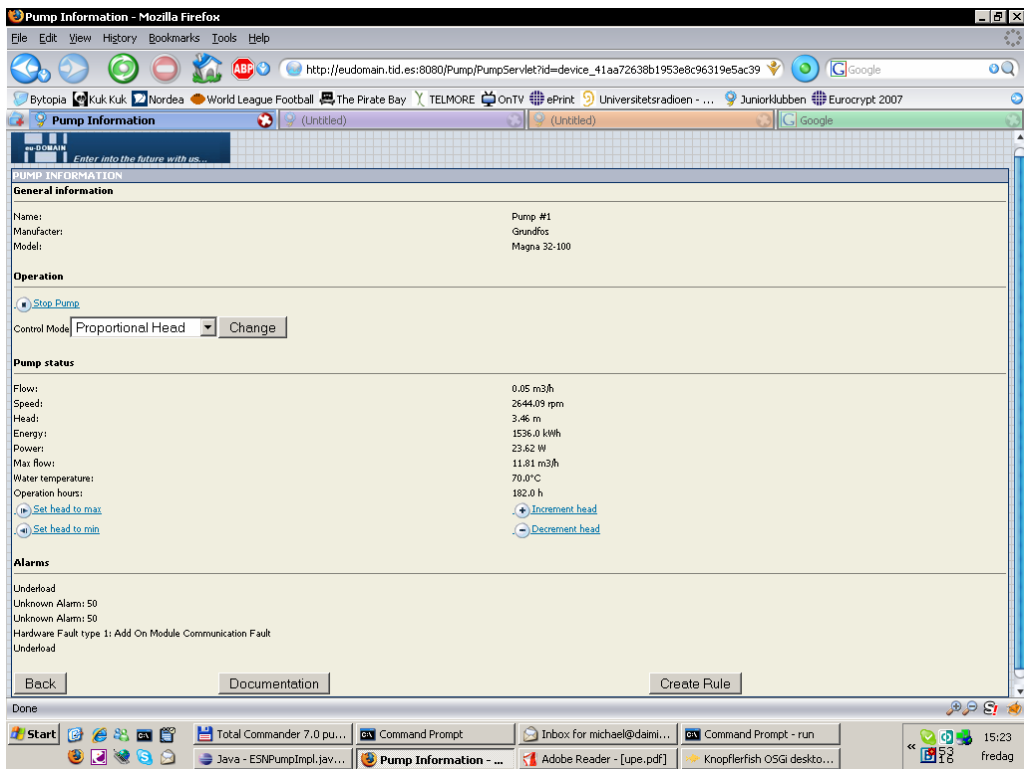 Pump Information - Mozilla Firefox
File Edit View History Bookmarks Tools Help
ABP http://eudomain.tid.es:8080/Pump/PumpServlet?id=device_41aa72638b1953e8c96319e5ac39 G Google
Bytopia Kuk Kuk Nordea World League Football The Pirate Bay TELMORE OnTV ePrint Universitetsradioen - ... Juniorklubben Eurocrypt 2007
Pump Information (Untitled) (Untitled) G Google
eu-DOMAIN
Enter into the future with us...
PUMP INFORMATION
General information
Name: Pump #1
Manufacter: Grundfos
Model: Magna 32-100
Operation
Stop Pump
Control Mode Proportional Head Change
Pump status
Flow: 0.05 m3/h
Speed: 2644.09 rpm
Head: 3.46 m
Energy: 1536.0 kWh
Power: 23.62 W
Max flow: 11.81 m3/h
Water temperature: 70.0°C
Operation hours: 182.0 h
Set head to max Increment head
Set head to min Decrement head
Alarms
Underload
Unknown Alarm: 50
Unknown Alarm: 50
Hardware Fault type 1: Add On Module Communication Fault
Underload
Back Documentation Create Rule
Done
Start Total Commander 7.0 pu... Command Prompt Inbox for michael@daimi... Command Prompt - run 15:23
Java - ESNPumpImpl.jav... Pump Information - ... Adobe Reader - [upe.pdf] Knopflerfish OSGi deskto... fredag